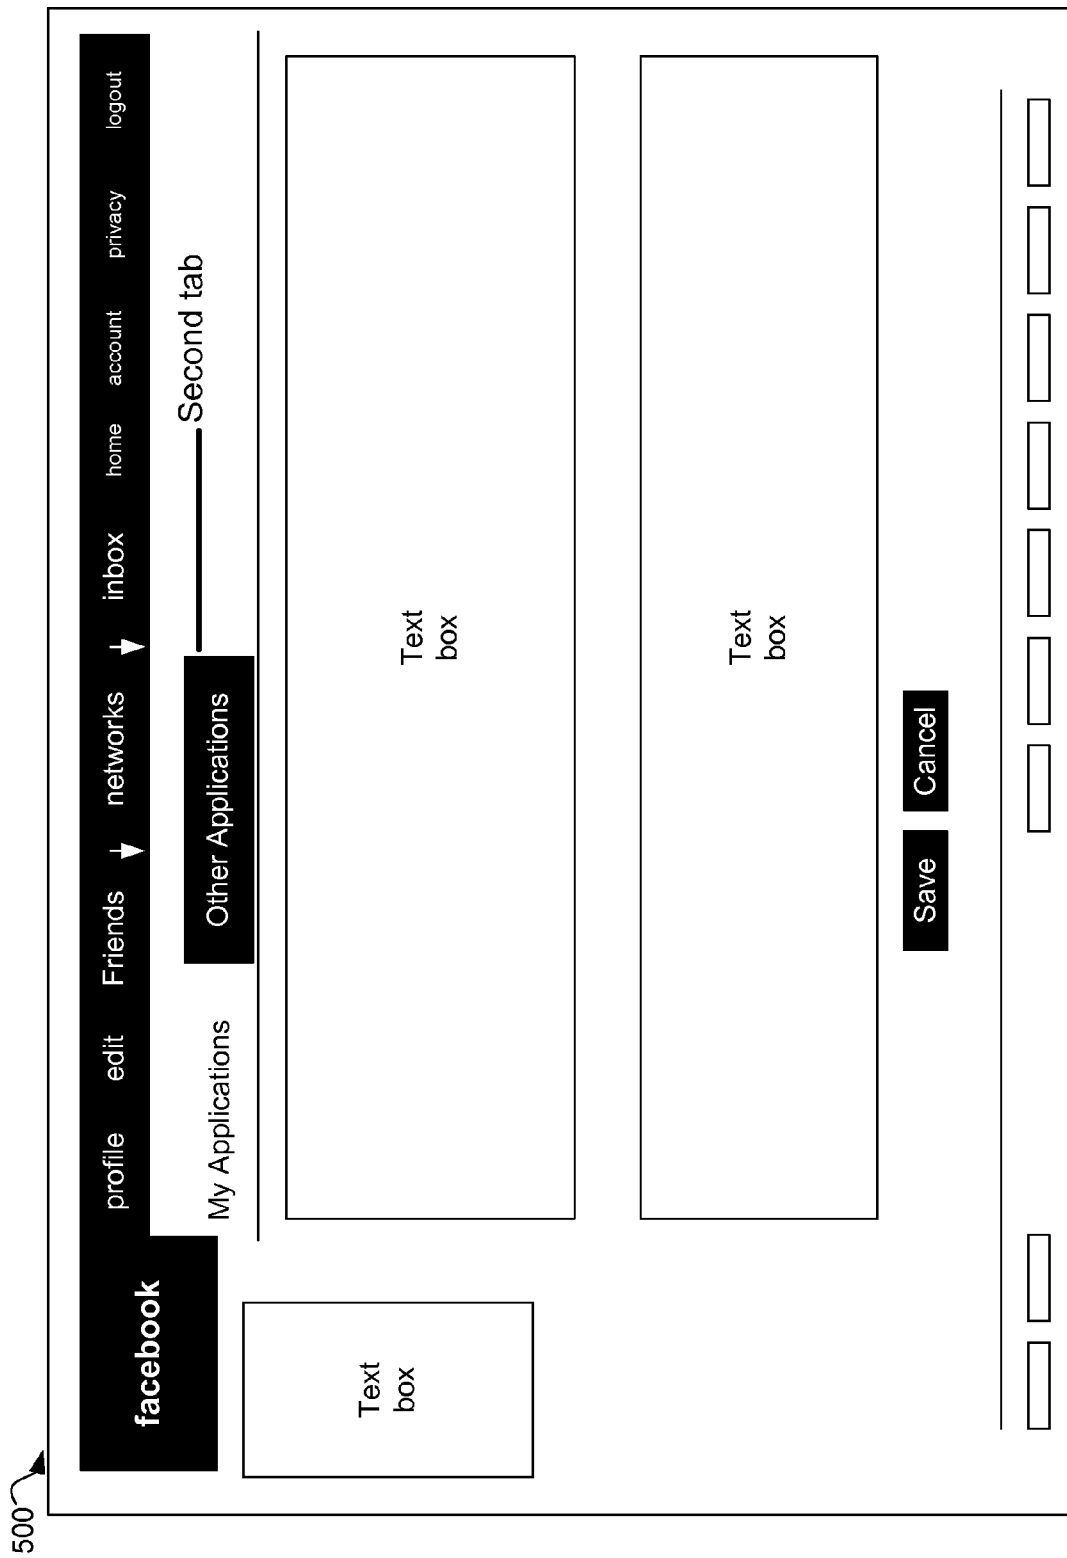 500
facebook
profile edit Friends networks inbox home account privacy logout
My Applications
Other Applications
Second tab
Text
box
Text
box
Text
box
Save
Cancel